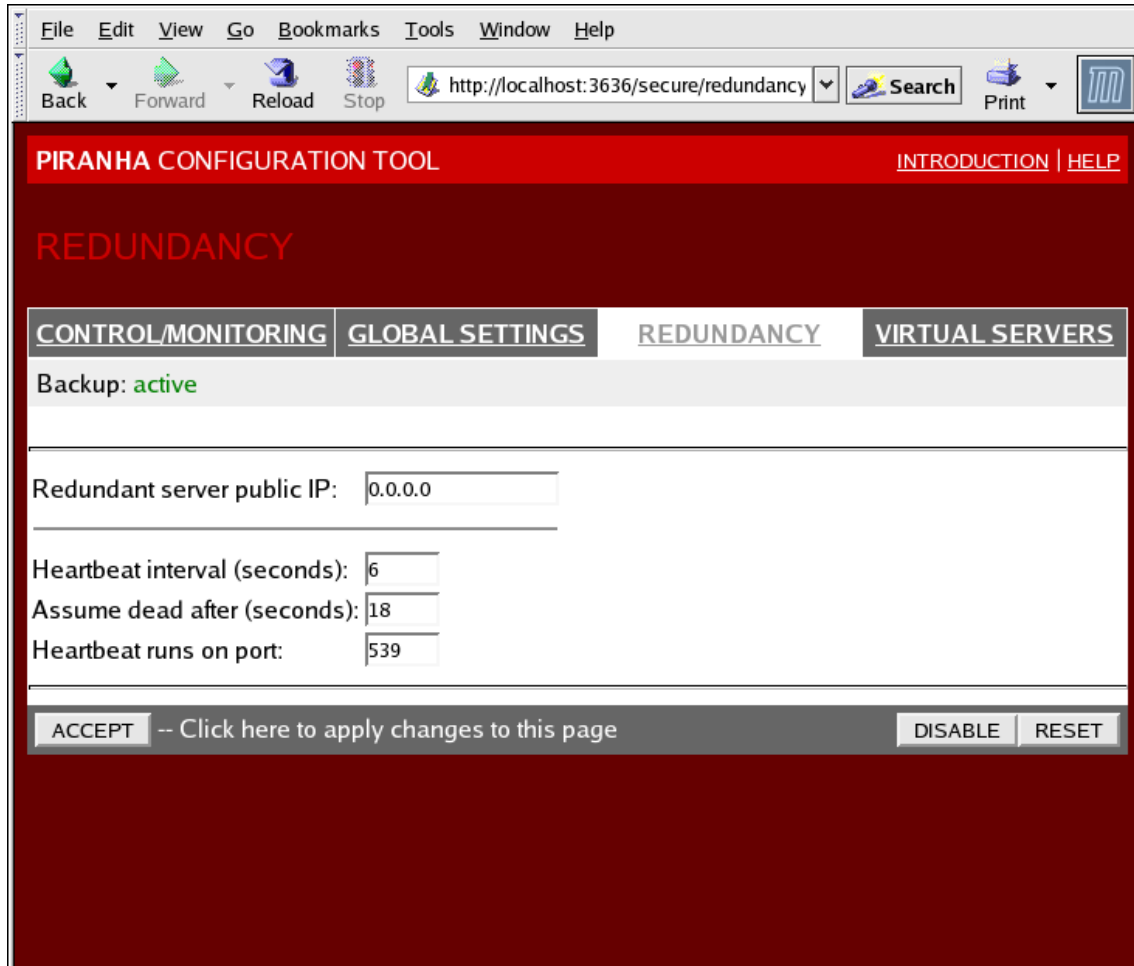 File Edit View Go Bookmarks Tools Window Help
http://localhost:3636/secure/redundancy Search
Back Forward Reload Stop Print
PIRANHA CONFIGURATION TOOL INTRODUCTION | HELP
REDUNDANCY
CONTROL/MONITORING GLOBAL SETTINGS REDUNDANCY VIRTUAL SERVERS
Backup: active
Redundant server public IP: 0.0.0.0
Heartbeat interval (seconds): 6
Assume dead after (seconds): 18
Heartbeat runs on port: 539
ACCEPT -- Click here to apply changes to this page DISABLE RESET